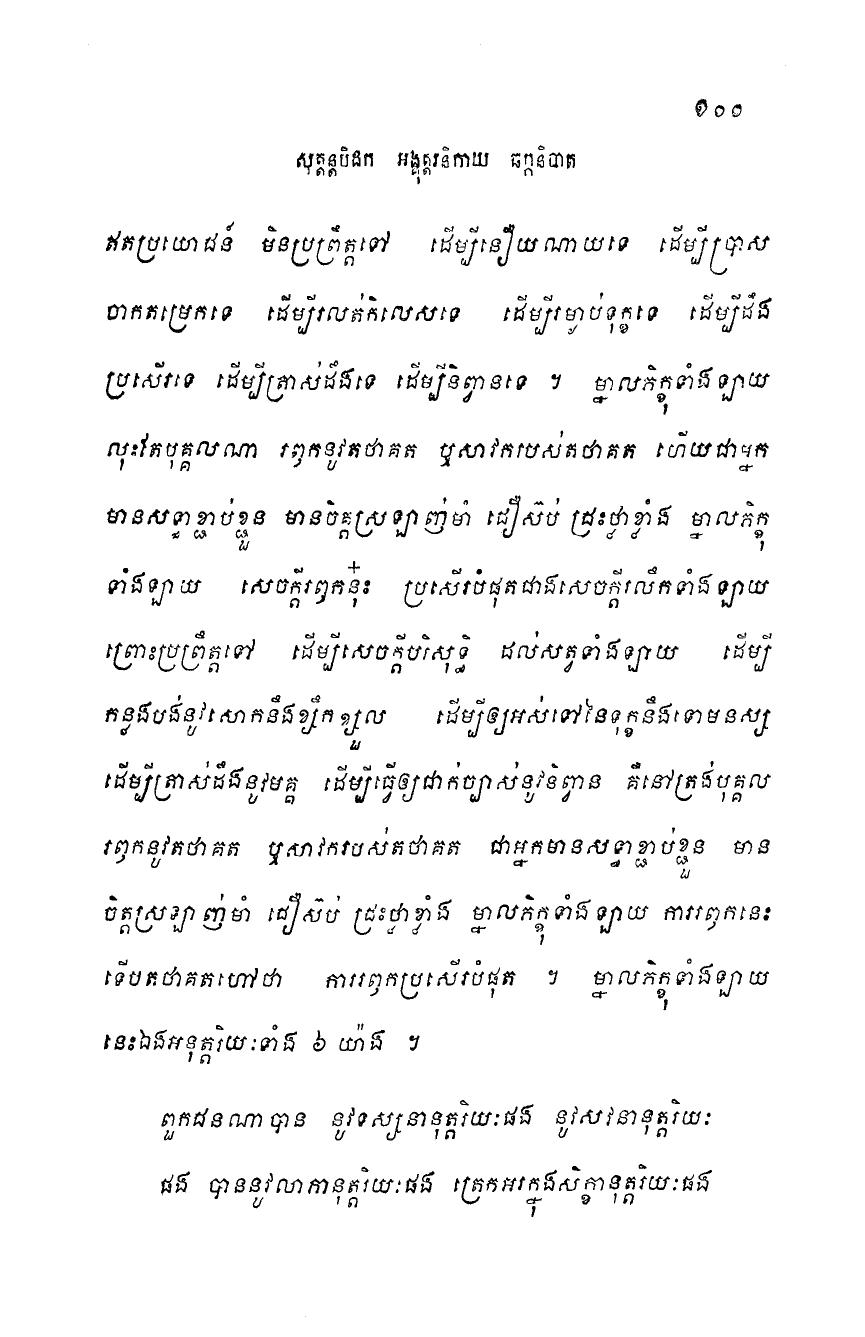 ១០០
សុត្តន្តបិដក អង្គុត្តរនិកាយ ឆក្កនិបាត
ឥតប្រយោជន៍ មិនប្រព្រឹត្តទៅ ដើម្បីនឿយណាយទេ ដើម្បីប្រាស
ចាកតម្រេកទេ ដើម្បីរលត់កិលេសទេ ដើម្បីរម្ងាប់ទុក្ខទេ ដើម្បីដឹង
ប្រសើរទេ ដើម្បីត្រាស់ដឹងទេ ដើម្បីនិព្វានទេ ។ ម្នាលភិក្ខុទាំងឡាយ
លុះតែបុគ្គលណា រឭកនូវតថាគត ឬសាវករបស់តថាគត ហើយជាអ្នក
មានសទ្ធាខ្ជាប់ខ្ជួន មានចិត្តស្រឡាញ់មាំ ជឿស៊ប់ ជ្រះថ្លាខ្លាំង ម្នាលភិក្ខុ
ទាំងឡាយ សេចក្តីរឭកនុ៎ះ ប្រសើរបំផុតជាងសេចក្តីរលឹកទាំងឡាយ
ព្រោះប្រព្រឹត្តទៅ ដើម្បីសេចក្តីបរិសុទ្ធិ ដល់សត្វទាំងឡាយ ដើម្បី
កន្លងបង់នូវសោកនឹងខ្សឹកខ្សួល ដើម្បីឲ្យអស់ទៅនៃទុក្ខនឹងទោមនស្ស
ដើម្បីត្រាស់ដឹងនូវមគ្គ ដើម្បីធ្វើឲ្យជាក់ច្បាស់នូវនិព្វាន គឺនៅត្រង់បុគ្គល
រឭកនូវតថាគត ឬសាវករបស់តថាគត ជាអ្នកមានសទ្ធាខ្ជាប់ខ្ជួន មាន
ចិត្តស្រឡាញ់មាំ ជឿស៊ប់ ជ្រះថ្លាខ្លាំង ម្នាលភិក្ខុទាំងឡាយ ការរឭកនេះ
ទើបតថាគតហៅថា ការរឭកប្រសើរបំផុត ។ ម្នាលភិក្ខុទាំងឡាយ
នេះឯងអនុត្តរិយៈទាំង ៦ យ៉ាង ។
ពួកជនណាបាន នូវទស្សនានុត្តរិយៈផង នូវសវនានុត្តរិយៈ
ផង បាននូវលាភានុត្តរិយៈផង ត្រេកអរក្នុងសិក្ខានុត្តរិយៈផង